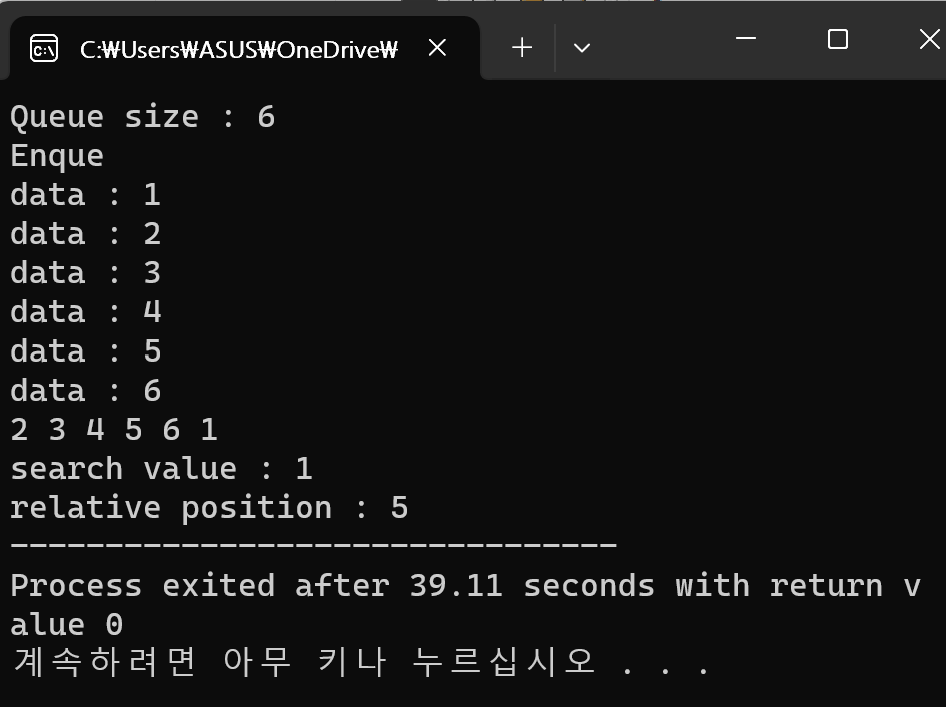 C:₩Users₩ASUS₩OneDrive₩
Queue size : 6
Enque
data : 1
data : 2
data : 3
data : 4
data : 5
data : 6
2 3 4 5 6 1
search value : 1
relative position : 5
--------------------------------
Process exited after 39.11 seconds with return v
alue 0
계속하려면 아무 키나 누르십시오 . . .